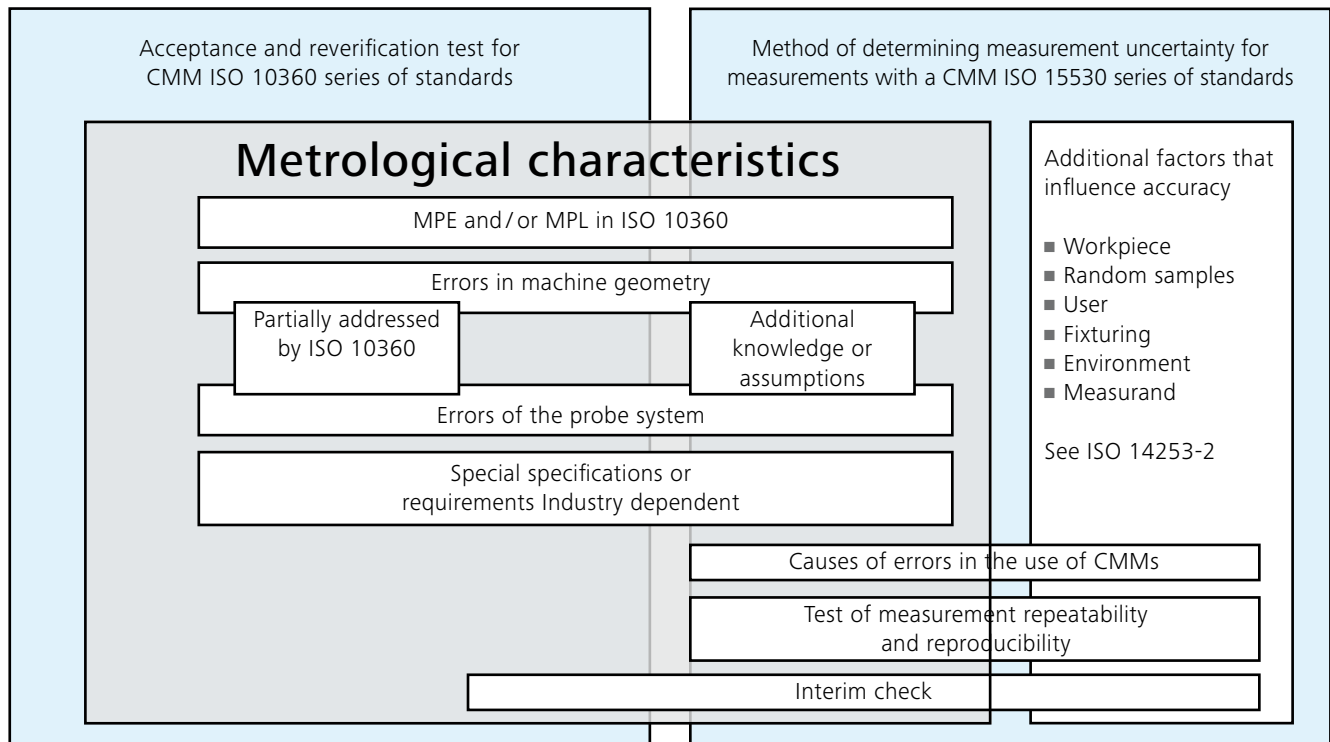 Acceptance and reverification test for
CMM ISO 10360 series of standards
Method of determining measurement uncertainty for
measurements with a CMM ISO 15530 series of standards
Metrological characteristics
MPE and/or MPL in ISO 10360
Errors in machine geometry
Partially addressed
by ISO 10360
Additional
knowledge or
assumptions
Errors of the probe system
Special specifications or
requirements Industry dependent
Additional factors that
influence accuracy
■ Workpiece
■ Random samples
■ User
■ Fixturing
■ Environment
■ Measurand
See ISO 14253-2
Causes of errors in the use of CMMs
Test of measurement repeatability
and reproducibility
Interim check